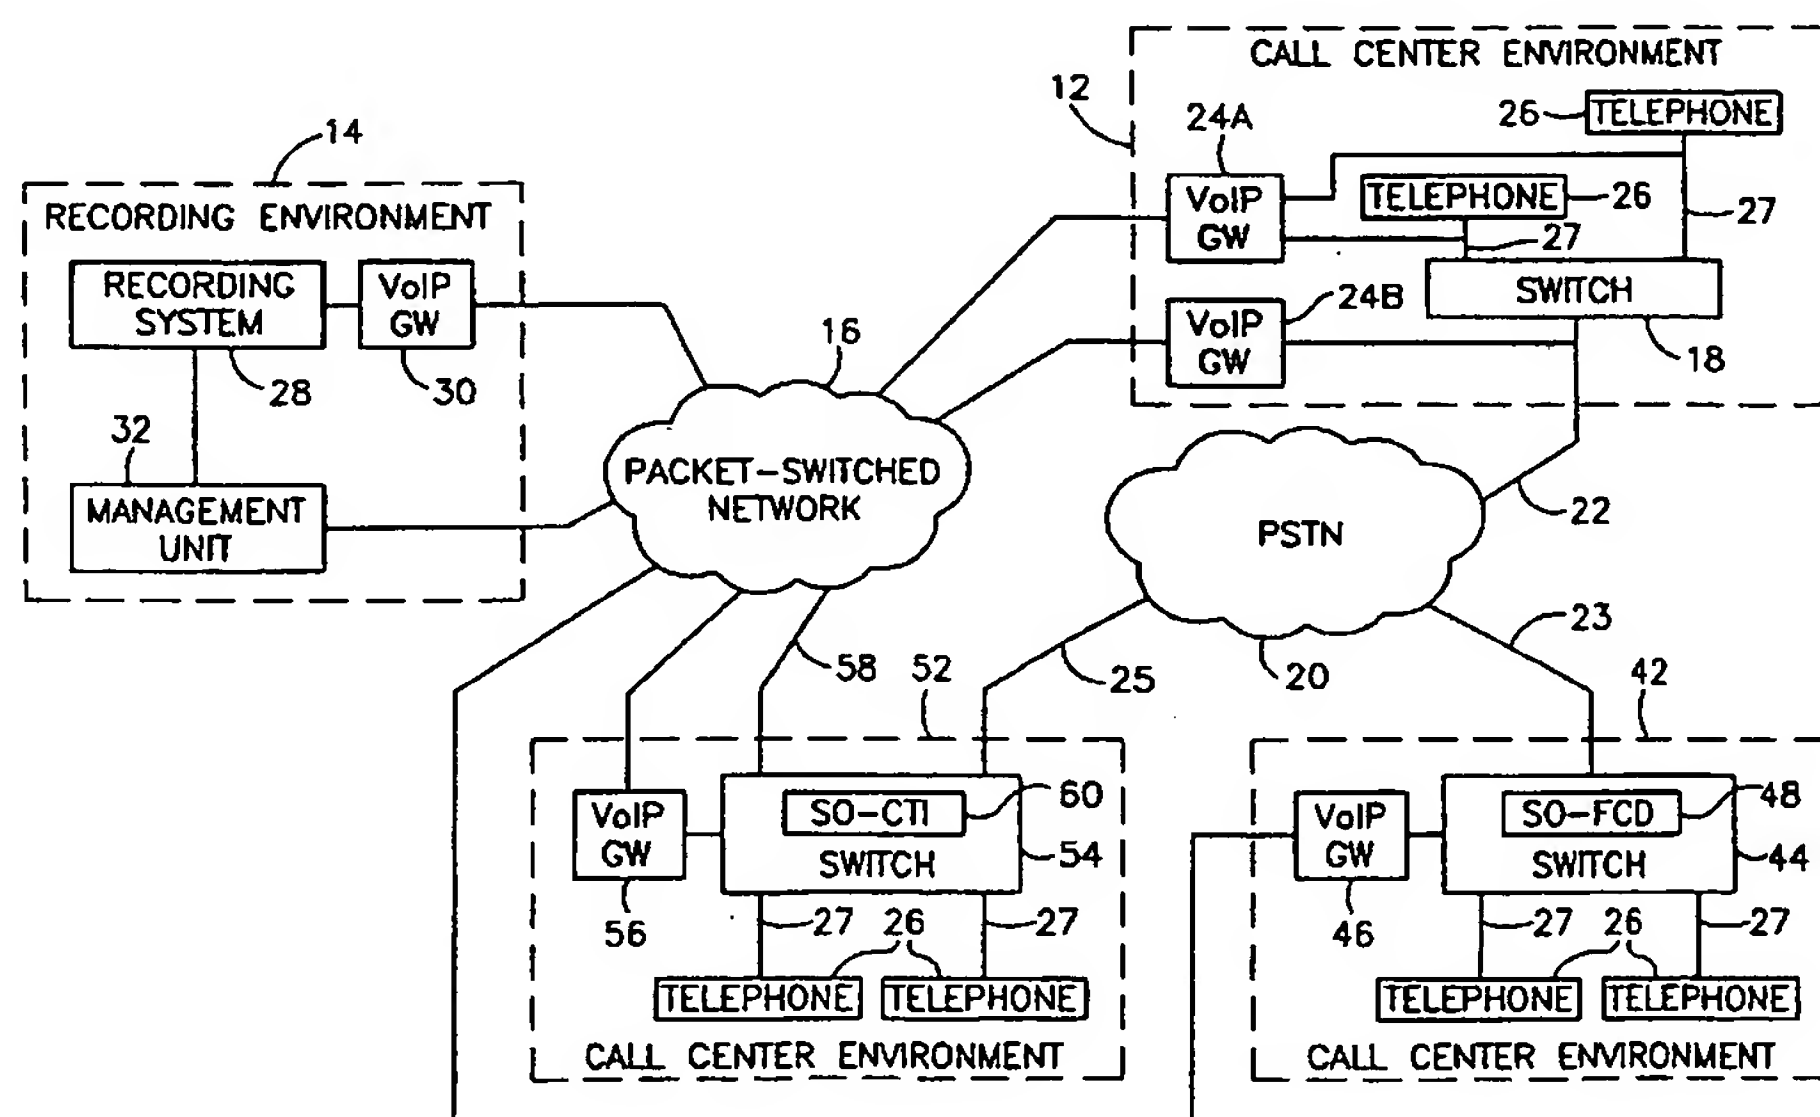 CALL CENTER ENVIRONMENT
12
24A
26
TELEPHONE
VoIP
GW
TELEPHONE
26
27
27
SWITCH
24B
VoIP
GW
18
14
RECORDING ENVIRONMENT
RECORDING
SYSTEM
VoIP
GW
28
30
32
MANAGEMENT
UNIT
16
PACKET-SWITCHED
NETWORK
PSTN
22
23
20
25
58
52
42
VoIP
GW
56
SO-CTI
60
SWITCH
54
27
27
26
TELEPHONE
TELEPHONE
CALL CENTER ENVIRONMENT
VoIP
GW
46
SO-FCD
48
SWITCH
44
27
27
26
TELEPHONE
TELEPHONE
CALL CENTER ENVIRONMENT